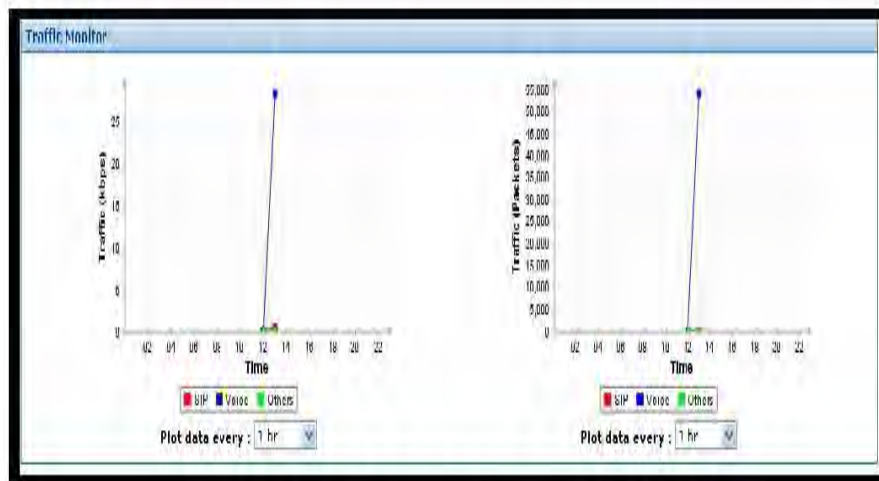 Traffic Monitor
Traffic (kbps)
25
20
15
10
5
0
02 04 06 08 10 12 14 16 18 20 22
Time
SIP Voice Others
Plot data every : 1 hr
Traffic (Packets)
55,000
50,000
45,000
40,000
35,000
30,000
25,000
20,000
15,000
10,000
5,000
0
02 04 06 08 10 12 14 16 18 20 22
Time
SIP Voice Others
Plot data every : 1 hr